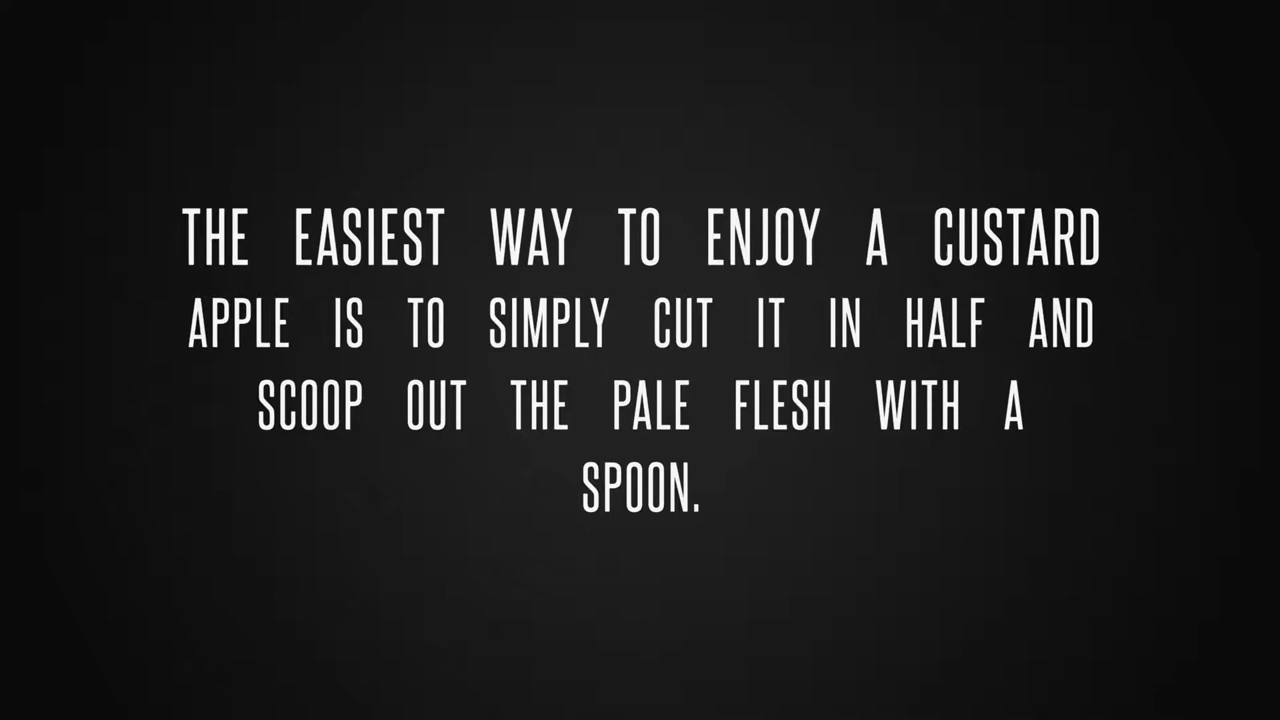 THE EASIEST WAY TO ENJOY A CUSTARD
APPLE IS TO SIMPLY CUT IT IN HALF AND
SCOOP OUT THE PALE FLESH WITH A
SPOON.